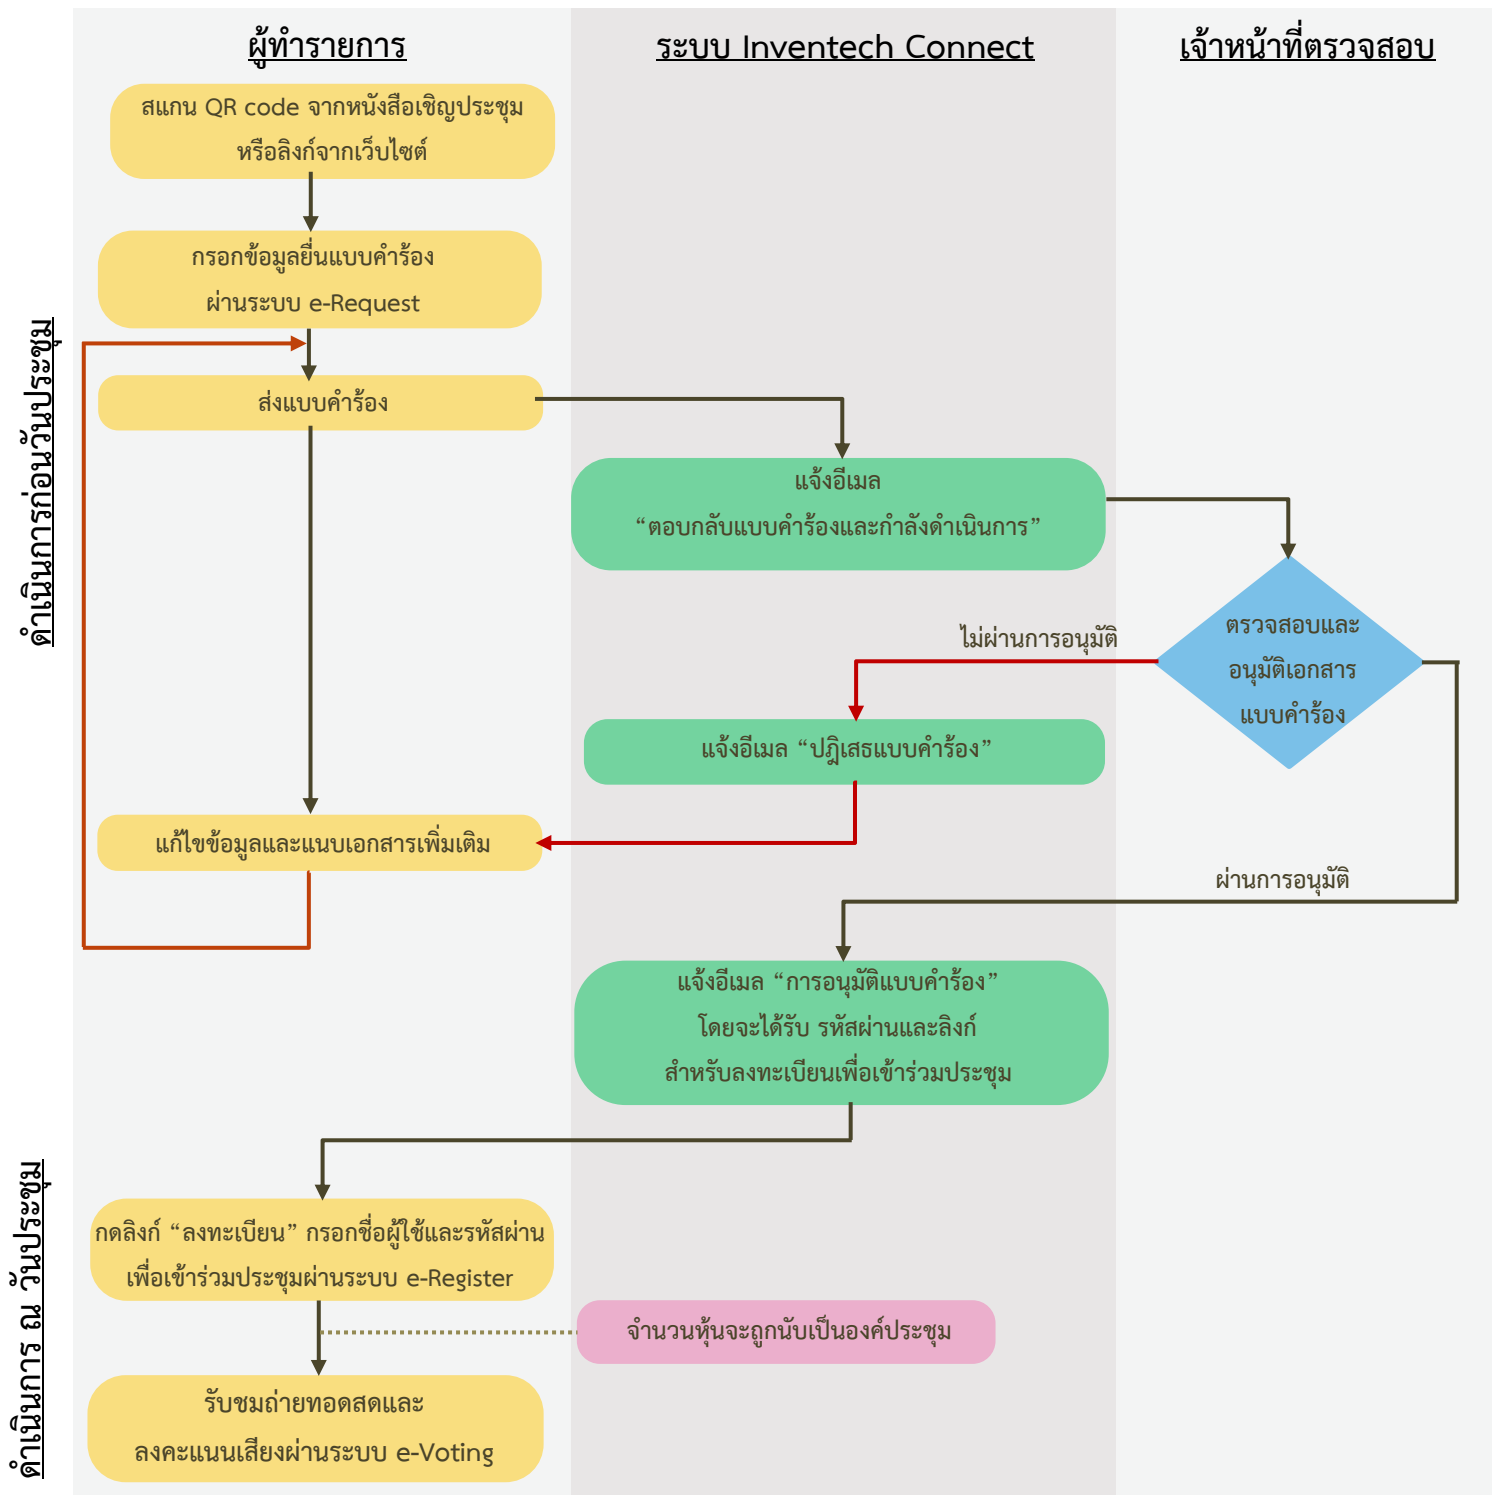 ผู้ทำรายการ
ระบบ Inventech Connect
เจ้าหน้าที่ตรวจสอบ
ดำเนินการก่อนวันประชุม
สแกน QR code จากหนังสือเชิญประชุม
หรือลิงก์จากเว็บไซต์
กรอกข้อมูลยื่นแบบคำร้อง
ผ่านระบบ e-Request
ส่งแบบคำร้อง
แจ้งอีเมล
“ตอบกลับแบบคำร้องและกำลังดำเนินการ”
ตรวจสอบและ
อนุมัติเอกสาร
แบบคำร้อง
ไม่ผ่านการอนุมัติ
แจ้งอีเมล “ปฎิเสธแบบคำร้อง”
แก้ไขข้อมูลและแนบเอกสารเพิ่มเติม
ผ่านการอนุมัติ
แจ้งอีเมล “การอนุมัติแบบคำร้อง”
โดยจะได้รับ รหัสผ่านและลิงก์
สำหรับลงทะเบียนเพื่อเข้าร่วมประชุม
ดำเนินการ ณ วันประชุม
กดลิงก์ “ลงทะเบียน” กรอกชื่อผู้ใช้และรหัสผ่าน
เพื่อเข้าร่วมประชุมผ่านระบบ e-Register
จำนวนหุ้นจะถูกนับเป็นองค์ประชุม
รับชมถ่ายทอดสดและ
ลงคะแนนเสียงผ่านระบบ e-Voting